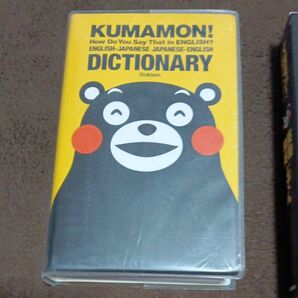 KUMAMON!
How Do You Say That in ENGLISH?
ENGLISH-JAPANESE JAPANESE-ENGLISH
DICTIONARY
Gakken